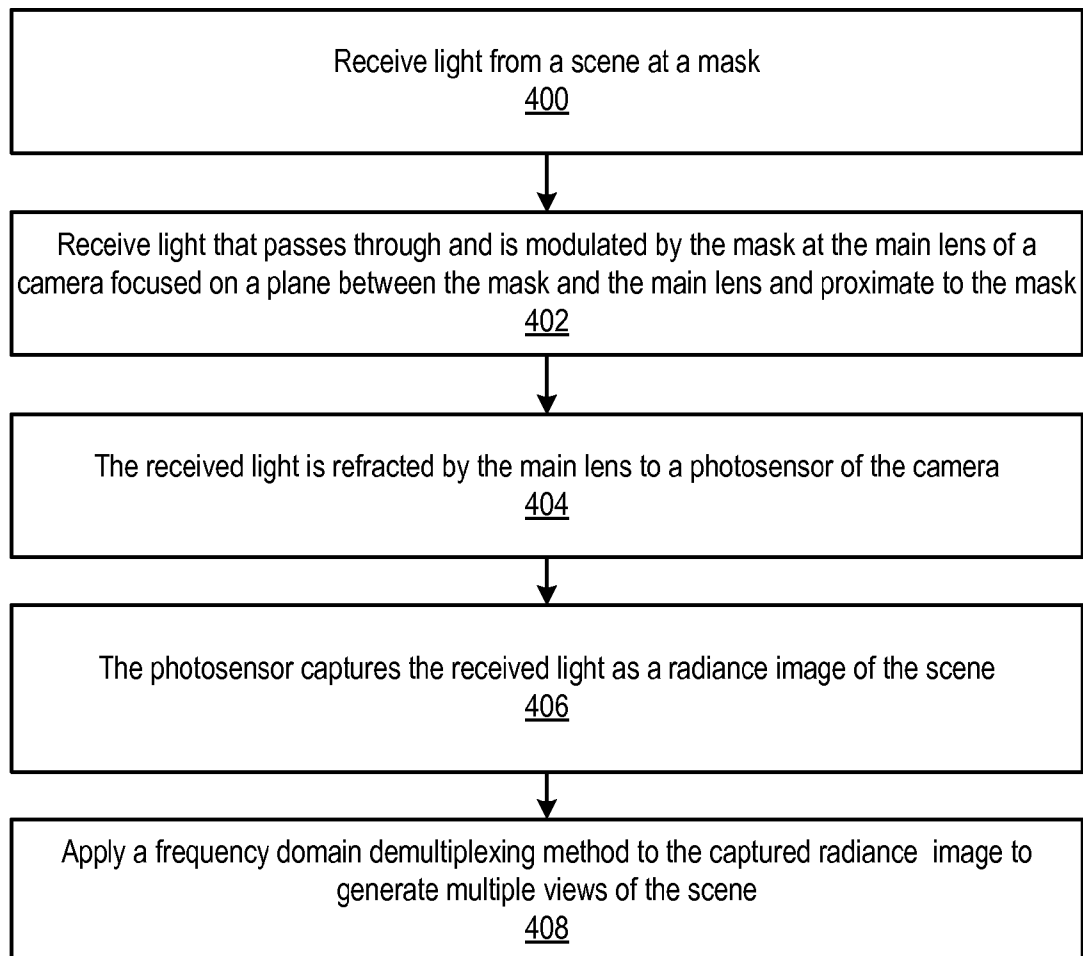 Receive light from a scene at a mask
400
Receive light that passes through and is modulated by the mask at the main lens of a
camera focused on a plane between the mask and the main lens and proximate to the mask
402
The received light is refracted by the main lens to a photosensor of the camera
404
The photosensor captures the received light as a radiance image of the scene
406
Apply a frequency domain demultiplexing method to the captured radiance image to
generate multiple views of the scene
408